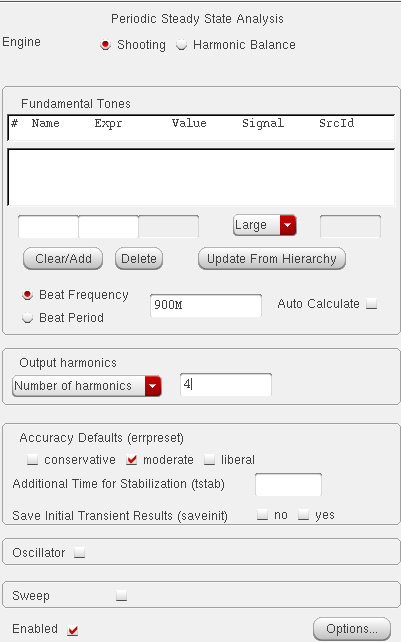 Periodic Steady State Analysis
Engine Shooting Harmonic Balance
Fundamental Tones
# Name Expr Value Signal SrcId
Large
Clear/Add Delete Update From Hierarchy
Beat Frequency
900M Auto Calculate
Beat Period
Output harmonics
Number of harmonics 4
Accuracy Defaults (errpreset)
conservative moderate liberal
Additional Time for Stabilization (tstab)
Save Initial Transient Results (saveinit) no yes
Oscillator
Sweep
Enabled Options...